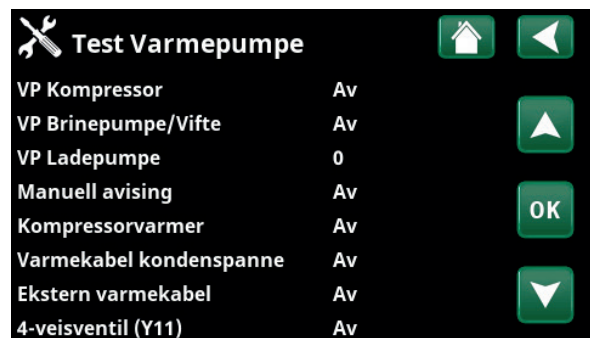 Test Varmepumpe
VP Kompressor Av
VP Brinepumpe/Vifte Av
VP Ladepumpe 0
Manuell avising Av
Kompressorvarmer Av
Varmekabel kondenspanne Av
Ekstern varmekabel Av
4-veisventil (Y11) Av
OK